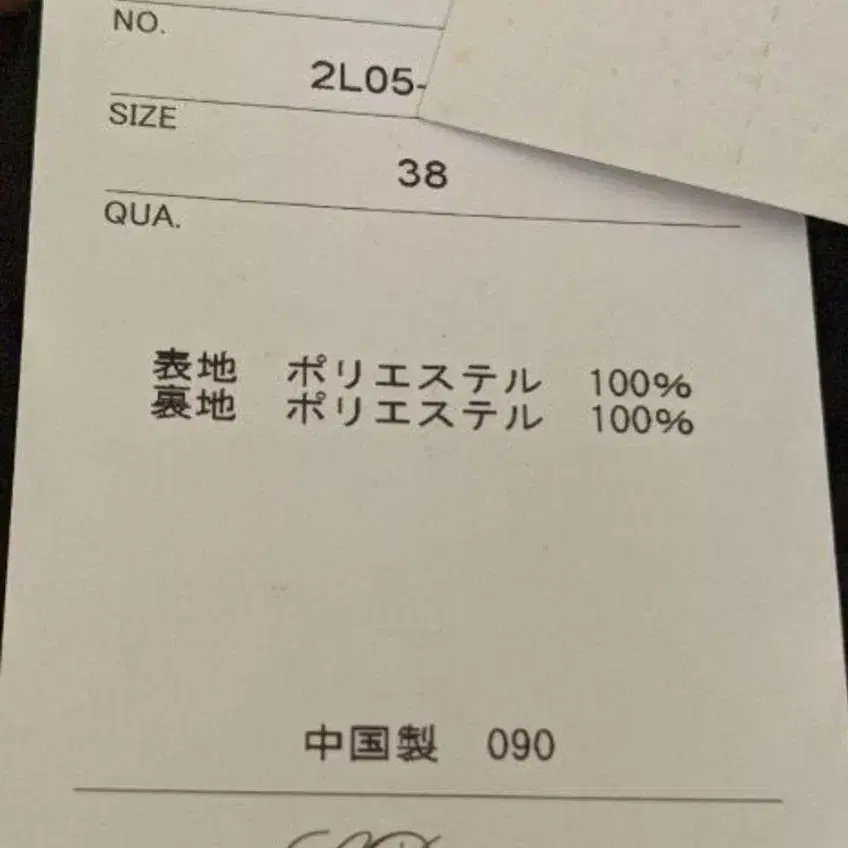 NO.
2L05-
SIZE
38
QUA.
表地 ポリエステル 100%
裏地 ポリエステル 100%
中国製 090